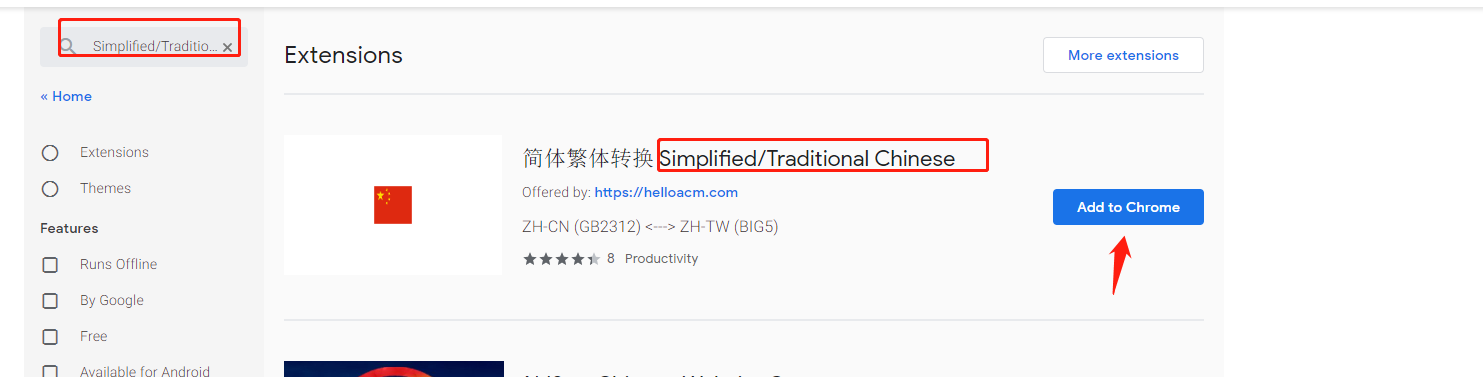 Simplified/Traditio...
« Home
Extensions
Themes
Features
Runs Offline
By Google
Free
Available for Android
Extensions
More extensions
简体繁体转换 Simplified/Traditional Chinese
Offered by: https://helloacm.com
ZH-CN (GB2312) <---> ZH-TW (BIG5)
8 Productivity
Add to Chrome